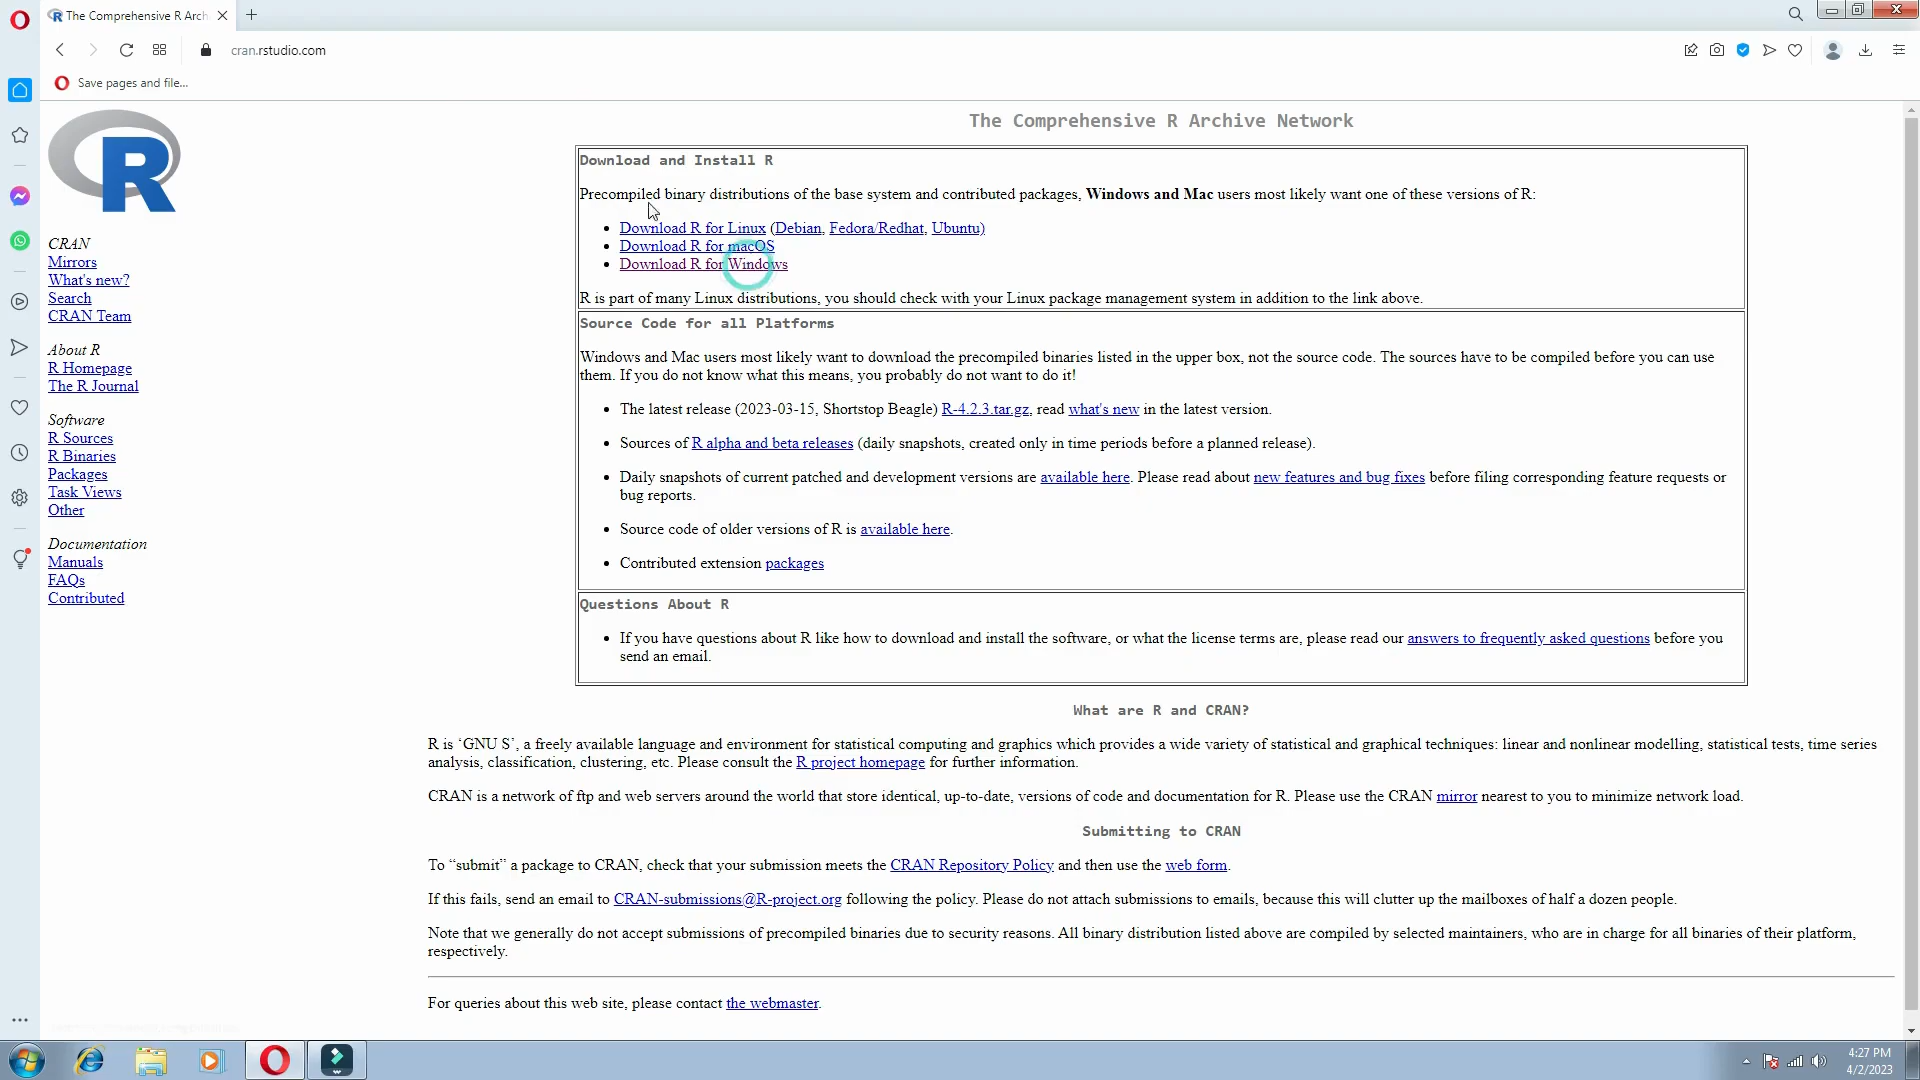 The Comprehensive R Arch
cran.rstudio.com
Save pages and file...
R
CRAN
Mirrors
What's new?
Search
CRAN Team
About R
R Homepage
The R Journal
Software
R Sources
R Binaries
Packages
Task Views
Other
Documentation
Manuals
FAQs
Contributed
The Comprehensive R Archive Network
Download and Install R
Precompiled binary distributions of the base system and contributed packages, Windows and Mac users most likely want one of these versions of R:
• Download R for Linux (Debian, Fedora/Redhat, Ubuntu)
• Download R for macOS
• Download R for Windows
R is part of many Linux distributions, you should check with your Linux package management system in addition to the link above.
Source Code for all Platforms
Windows and Mac users most likely want to download the precompiled binaries listed in the upper box, not the source code. The sources have to be compiled before you can use
them. If you do not know what this means, you probably do not want to do it!
• The latest release (2023-03-15, Shortstop Beagle) R-4.2.3.tar.gz, read what's new in the latest version.
• Sources of R alpha and beta releases (daily snapshots, created only in time periods before a planned release).
• Daily snapshots of current patched and development versions are available here. Please read about new features and bug fixes before filing corresponding feature requests or
bug reports.
• Source code of older versions of R is available here.
• Contributed extension packages
Questions About R
• If you have questions about R like how to download and install the software, or what the license terms are, please read our answers to frequently asked questions before you
send an email.
What are R and CRAN?
R is ‘GNU S’, a freely available language and environment for statistical computing and graphics which provides a wide variety of statistical and graphical techniques: linear and nonlinear modelling, statistical tests, time series
analysis, classification, clustering, etc. Please consult the R project homepage for further information.
CRAN is a network of ftp and web servers around the world that store identical, up-to-date, versions of code and documentation for R. Please use the CRAN mirror nearest to you to minimize network load.
Submitting to CRAN
To “submit” a package to CRAN, check that your submission meets the CRAN Repository Policy and then use the web form.
If this fails, send an email to CRAN-submissions@R-project.org following the policy. Please do not attach submissions to emails, because this will clutter up the mailboxes of half a dozen people.
Note that we generally do not accept submissions of precompiled binaries due to security reasons. All binary distribution listed above are compiled by selected maintainers, who are in charge for all binaries of their platform,
respectively.
For queries about this web site, please contact the webmaster.
4:27 PM
4/2/2023